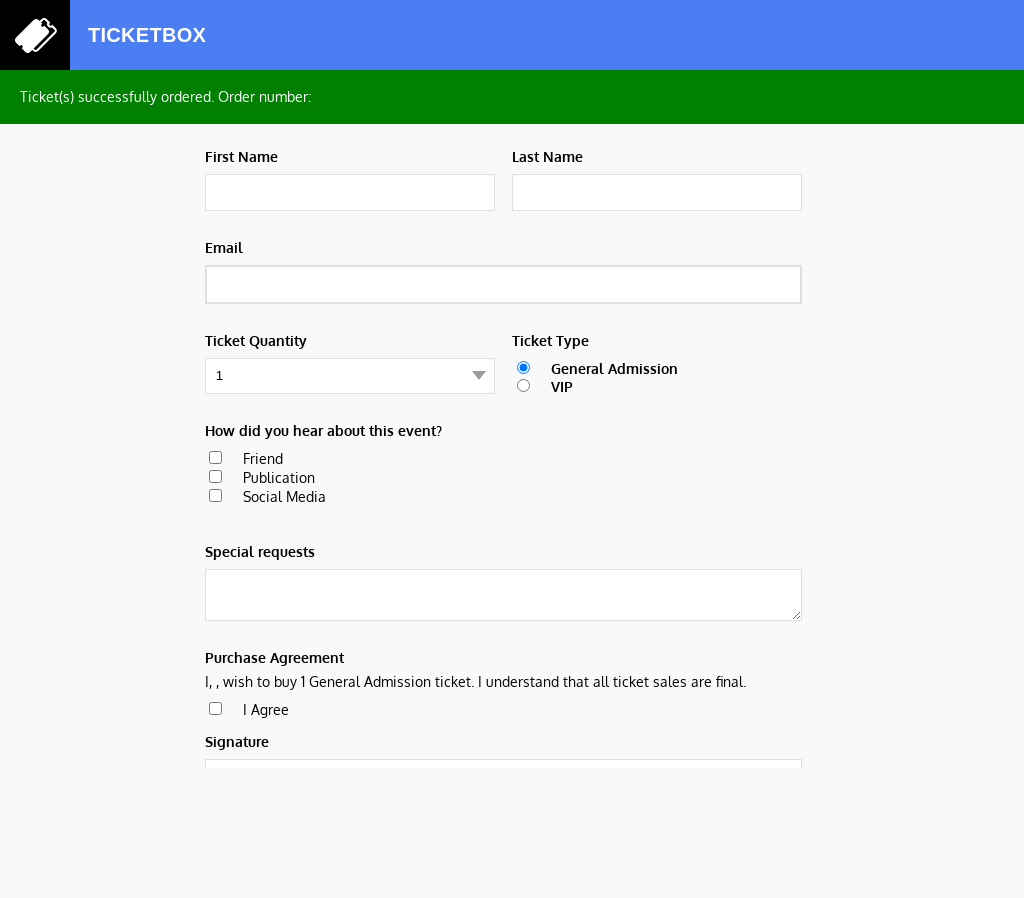 TICKETBOX
Ticket(s) successfully ordered. Order number:
First Name
Last Name
Email
Ticket Quantity
1
Ticket Type
General Admission
VIP
How did you hear about this event?
Friend
Publication
Social Media
Special requests
Purchase Agreement
I, , wish to buy 1 General Admission ticket. I understand that all ticket sales are final.
I Agree
Signature